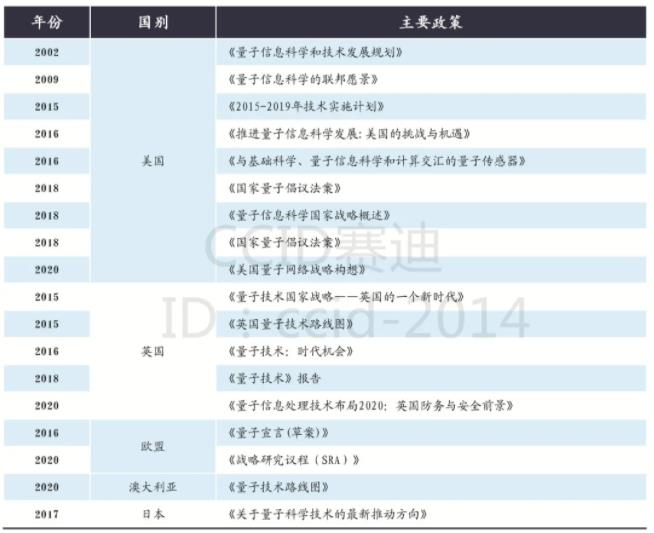 年份 国别 主要政策
2002 《量子信息科学和技术发展规划》
2009 《量子信息科学的联邦愿景》
2015 《2015-2019年技术实施计划》
2016 《推进量子信息科学发展:美国的挑战与机遇》
2016 美国 《与基础科学、量子信息科学和计算交汇的量子传感器》
2018 《国家量子倡议法案》
2018 《量子信息科学国家战略概述》
2018 《国家量子倡议法案》
2020 《美国量子网络战略构想》
2015 《量子技术国家战略——英国的一个新时代》
2015 《英国量子技术路线图》
2016 英国 《量子技术:时代机会》
2018 《量子技术》报告
2020 《量子信息处理技术布局2020:英国防务与安全前景》
2016 欧盟 《量子宣言(草案)》
2020 《战略研究议程(SRA)》
2020 澳大利亚 《量子技术路线图》
2017 日本 《关于量子科学技术的最新推动方向》
CCID赛迪
ID:ccid-2014